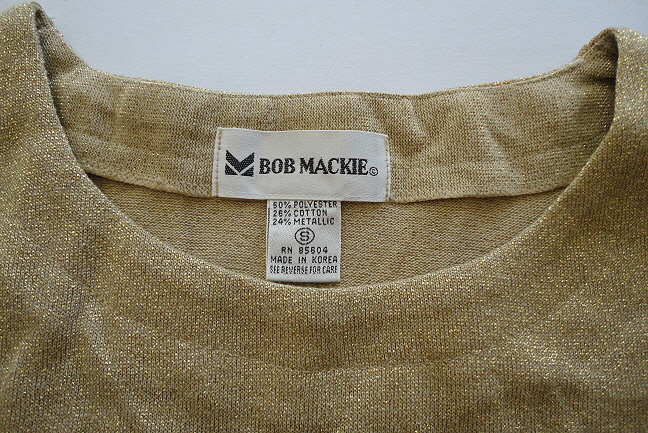 BOB MACKIE©
50% POLYESTER
26% COTTON
24% METALLIC
S
RN 85604
MADE IN KOREA
SEE REVERSE FOR CARE